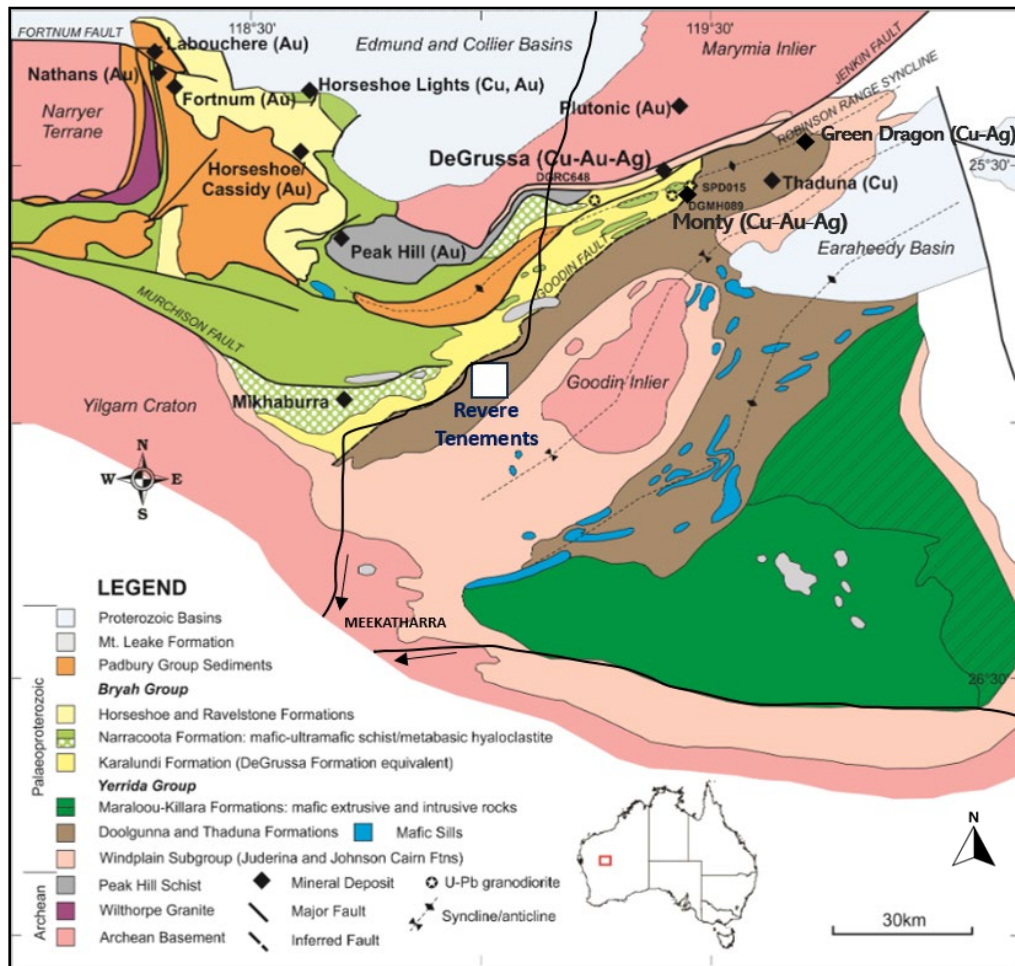 118°30'
119°30'
FORTNUM FAULT
Labouchere (Au)
Edmund and Collier Basins
Marymia Inlier
JENKIN FAULT
Nathans (Au)
Fortnum (Au)
Horseshoe Lights (Cu, Au)
Narryer
Terrane
Plutonic (Au)
ROBINSON RANGE SYNCLINE
Green Dragon (Cu-Ag)
Horseshoe/
Cassidy (Au)
DeGrussa (Cu-Au-Ag)
25°30'
DGRC648
SPD015
Thaduna (Cu)
DGMH089
Monty (Cu-Au-Ag)
Peak Hill (Au)
Earaheedy Basin
GOODIN FAULT
MURCHISON FAULT
Yilgarn Craton
Mikhaburra
Goodin Inlier
Revere
Tenements
N
W E
S
MEEKATHARRA
26°30'
LEGEND
Proterozoic Basins
Mt. Leake Formation
Padbury Group Sediments
Bryah Group
Horseshoe and Ravelstone Formations
Narracoota Formation: mafic-ultramafic schist/metabasic hyaloclastite
Karalundi Formation (DeGrussa Formation equivalent)
Yerrida Group
Maraloou-Killara Formations: mafic extrusive and intrusive rocks
Doolgunna and Thaduna Formations
Mafic Sills
Windplain Subgroup (Juderina and Johnson Cairn Ftns)
Palaeoproterozoic
Peak Hill Schist
Mineral Deposit
U-Pb granodiorite
Wilthorpe Granite
Major Fault
Syncline/anticline
Archean Basement
Inferred Fault
Archean
N
30km